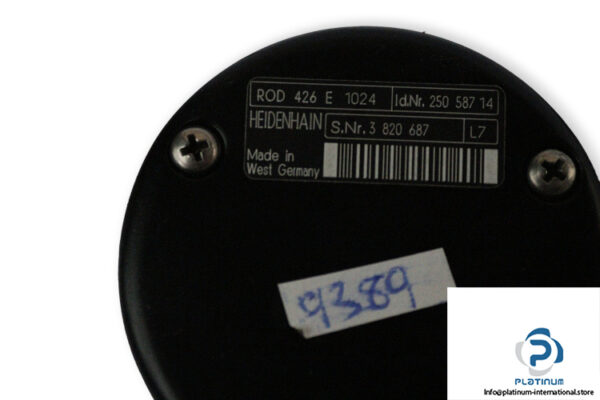 ROD 426 E 1024 Id.Nr. 250 587 14
HEIDENHAIN S.Nr. 3 820 687 L7
Made in
West Germany
9389
PLATINUM
Info@platinum-international.store